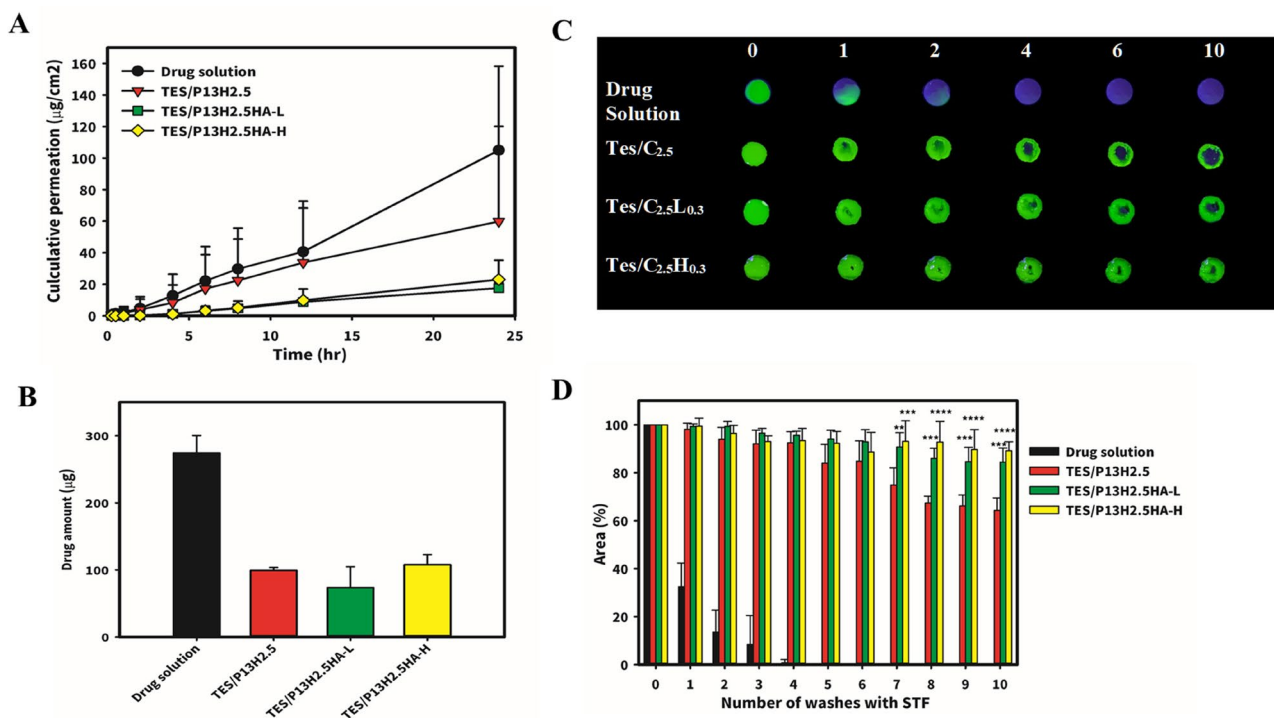 A
Culculative permeation (μg/cm2)
160
140
120
100
80
60
40
20
0
0 5 10 15 20 25
Time (hr)
Drug solution
TES/P13H2.5
TES/P13H2.5HA-L
TES/P13H2.5HA-H
C
0 1 2 4 6 10
Drug
Solution
Tes/C2.5
Tes/C2.5L0.3
Tes/C2.5H0.3
B
Drug amount (μg)
300
200
100
0
Drug solution
TES/P13H2.5
TES/P13H2.5HA-L
TES/P13H2.5HA-H
D
Area (%)
100
80
60
40
20
0
*** **** **** ****
** *** *** ***
0 1 2 3 4 5 6 7 8 9 10
Number of washes with STF
Drug solution
TES/P13H2.5
TES/P13H2.5HA-L
TES/P13H2.5HA-H